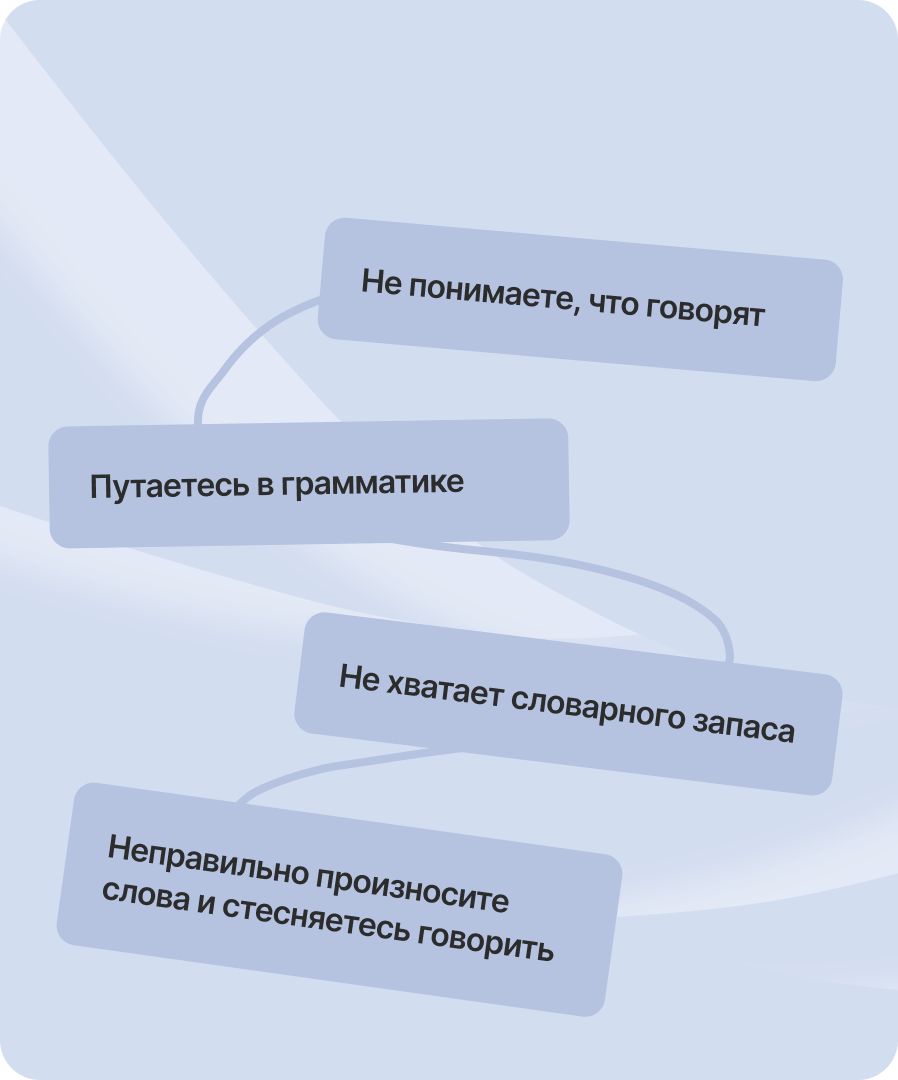 Не понимаете, что говорят
Путаетесь в грамматике
Не хватает словарного запаса
Неправильно произносите
слова и стесняетесь говорить